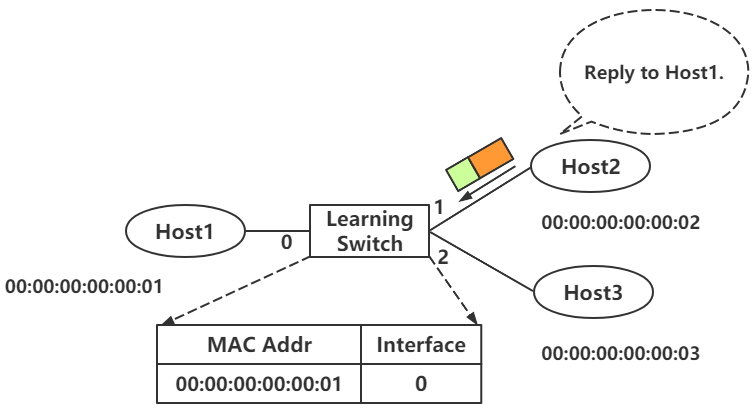 Reply to Host1.
Host2
1
Learning
Switch
Host1
0
00:00:00:00:00:02
2
00:00:00:00:00:01
Host3
MAC Addr
Interface
00:00:00:00:00:03
00:00:00:00:00:01
0